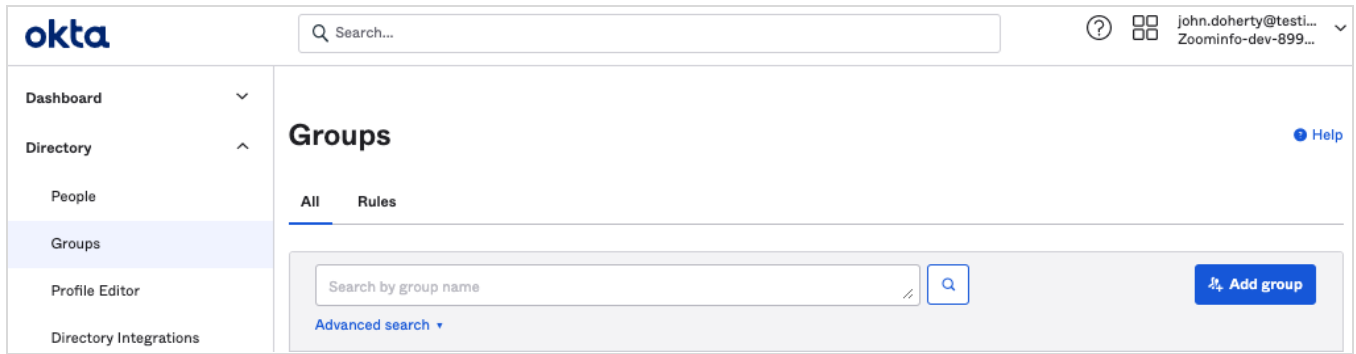 okta
Search...
john.doherty@testi...
Zoominfo-dev-899...
Dashboard
Directory
People
Groups
Profile Editor
Directory Integrations
Groups
Help
All
Rules
Search by group name
Add group
Advanced search